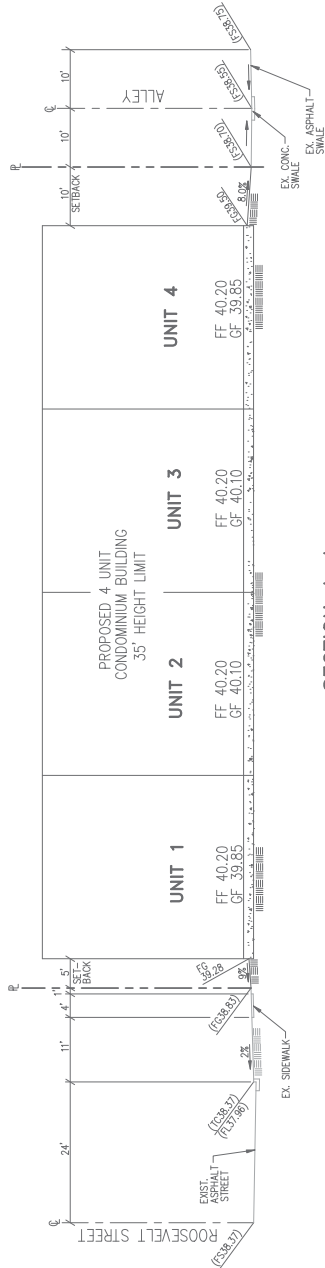 ROOSEVELT STREET
℄
24'
11'
4'
1'
5'
SET-
BACK
℄
PROPOSED 4 UNIT
CONDOMINIUM BUILDING
35' HEIGHT LIMIT
UNIT 1
FF 40.20
GF 39.85
UNIT 2
FF 40.20
GF 40.10
UNIT 3
FF 40.20
GF 40.10
UNIT 4
FF 40.20
GF 39.85
10'
SETBACK
10'
10'
ALLEY
(FS38.37)
EXIST.
ASPHALT
STREET
(TC38.37)
(FL37.96)
2%
EX. SIDEWALK
(FG38.83)
9%
FG
39.28
FG39.50
8.0%
(FS38.70)
(FS38.55)
(FS38.75)
EX. CONC.
SWALE
EX. ASPHALT
SWALE